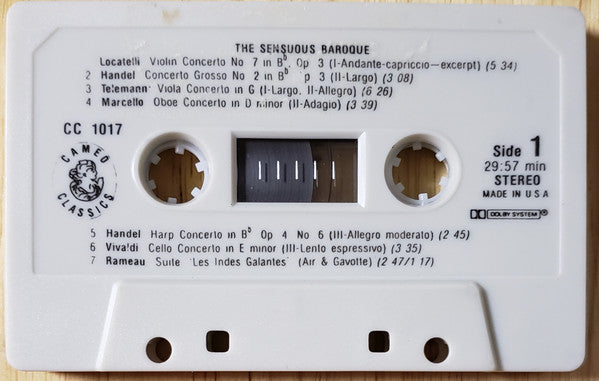 THE SENSUOUS BAROQUE
Locatelli Violin Concerto No 7 in B♭, Op 3 (I-Andante-capriccio—excerpt) (5 34)
2 Handel Concerto Grosso No 2 in B♭ p 3 (II-Largo) (3 08)
3 Telemann Viola Concerto in G (I-Largo, II-Allegro) (6 26)
4 Marcello Oboe Concerto in D minor (II-Adagio) (3 39)
CC 1017
CAMEO CLASSICS
Side 1
29:57 min
STEREO
MADE IN U.S.A
DOLBY SYSTEM®
5 Handel Harp Concerto in B♭ Op 4 No 6 (III-Allegro moderato) (2 45)
6 Vivaldi Cello Concerto in E minor (III-Lento espressivo) (3 35)
7 Rameau Suite 'Les Indes Galantes' (Air & Gavotte) (2 47/1 17)